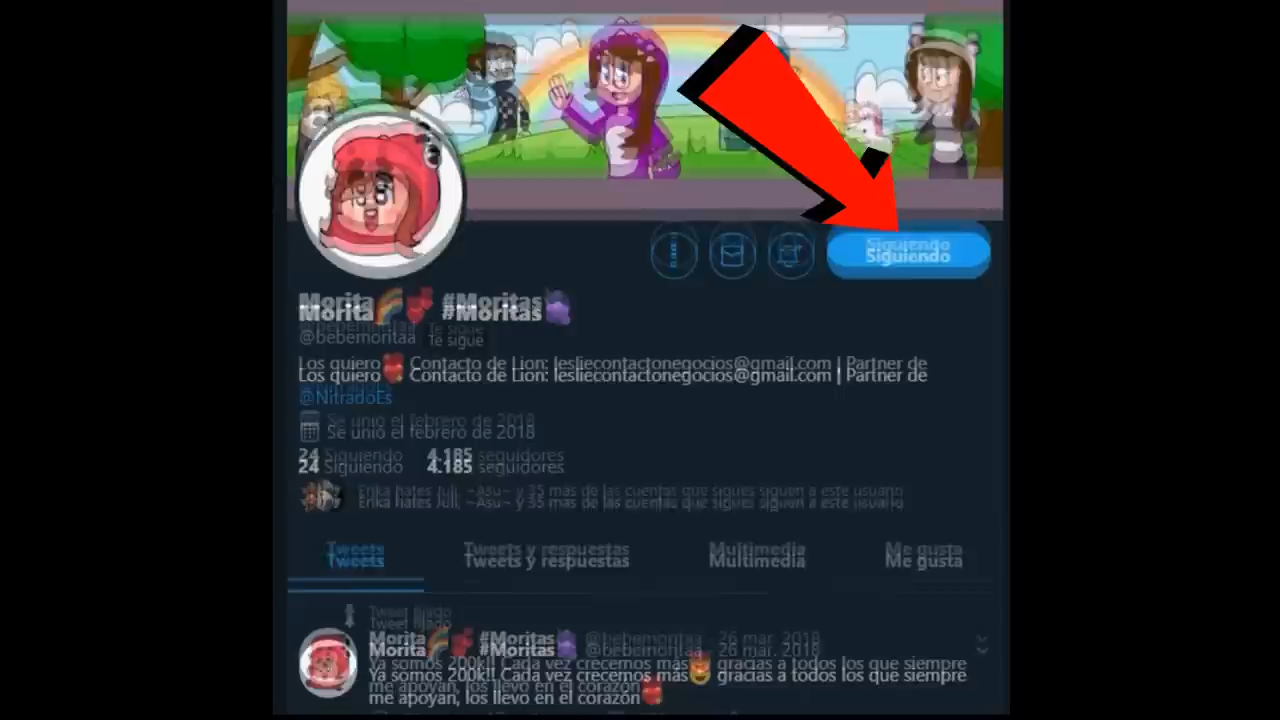 Siguiendo
Morita🌈💕 #Moritas
@bebemoritaa Te sigue
Los quiero Contacto de Lion: lesliecontactonegocios@gmail.com | Partner de
@NitradoEs
Se unió el febrero de 2018
24 Siguiendo 4.185 seguidores
Erika hates Juli, ~Asu~ y 35 más de las cuentas que sigues siguen a este usuario
Tweets Tweets y respuestas Multimedia Me gusta
Tweet fijado
Morita🌈💕 #Moritas @bebemoritaa · 26 mar. 2018
Ya somos 200k!! Cada vez crecemos más gracias a todos los que siempre
me apoyan, los llevo en el corazón